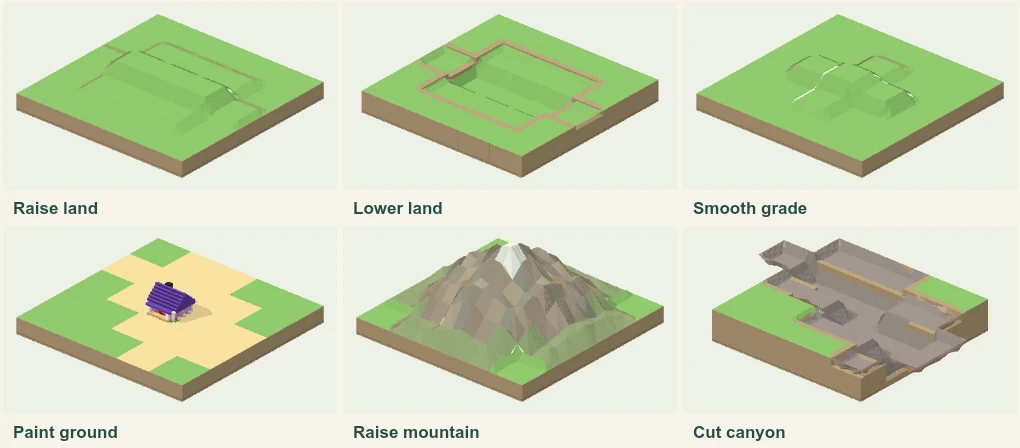 Raise land
Lower land
Smooth grade
Paint ground
Raise mountain
Cut canyon